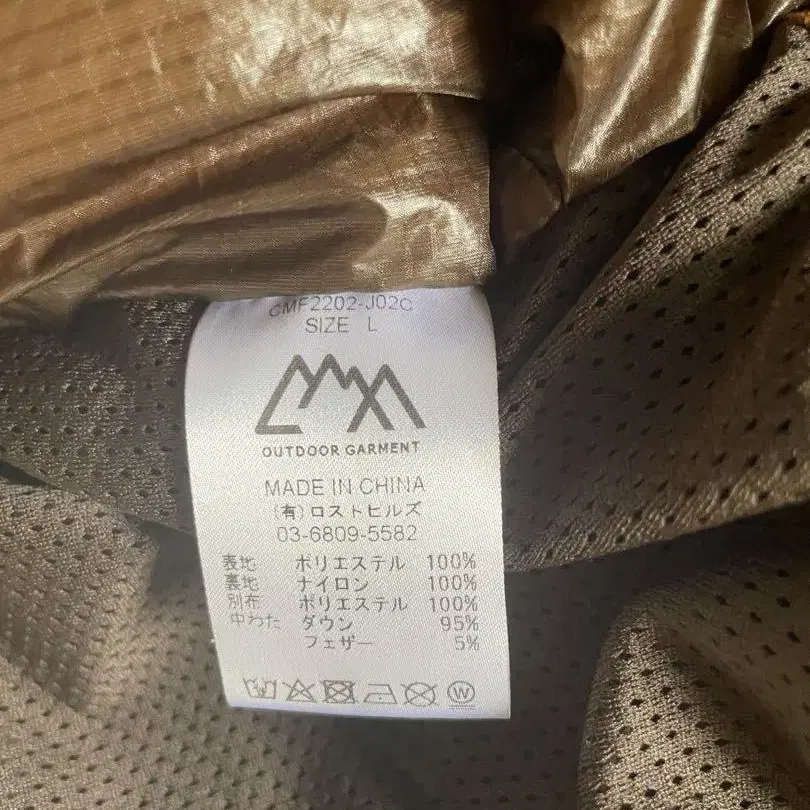 CMF2202-J02C
SIZE L
OUTDOOR GARMENT
MADE IN CHINA
(有)ロストヒルズ
03-6809-5582
表地 ポリエステル 100%
裏地 ナイロン 100%
別布 ポリエステル 100%
中わた ダウン 95%
フェザー 5%
W